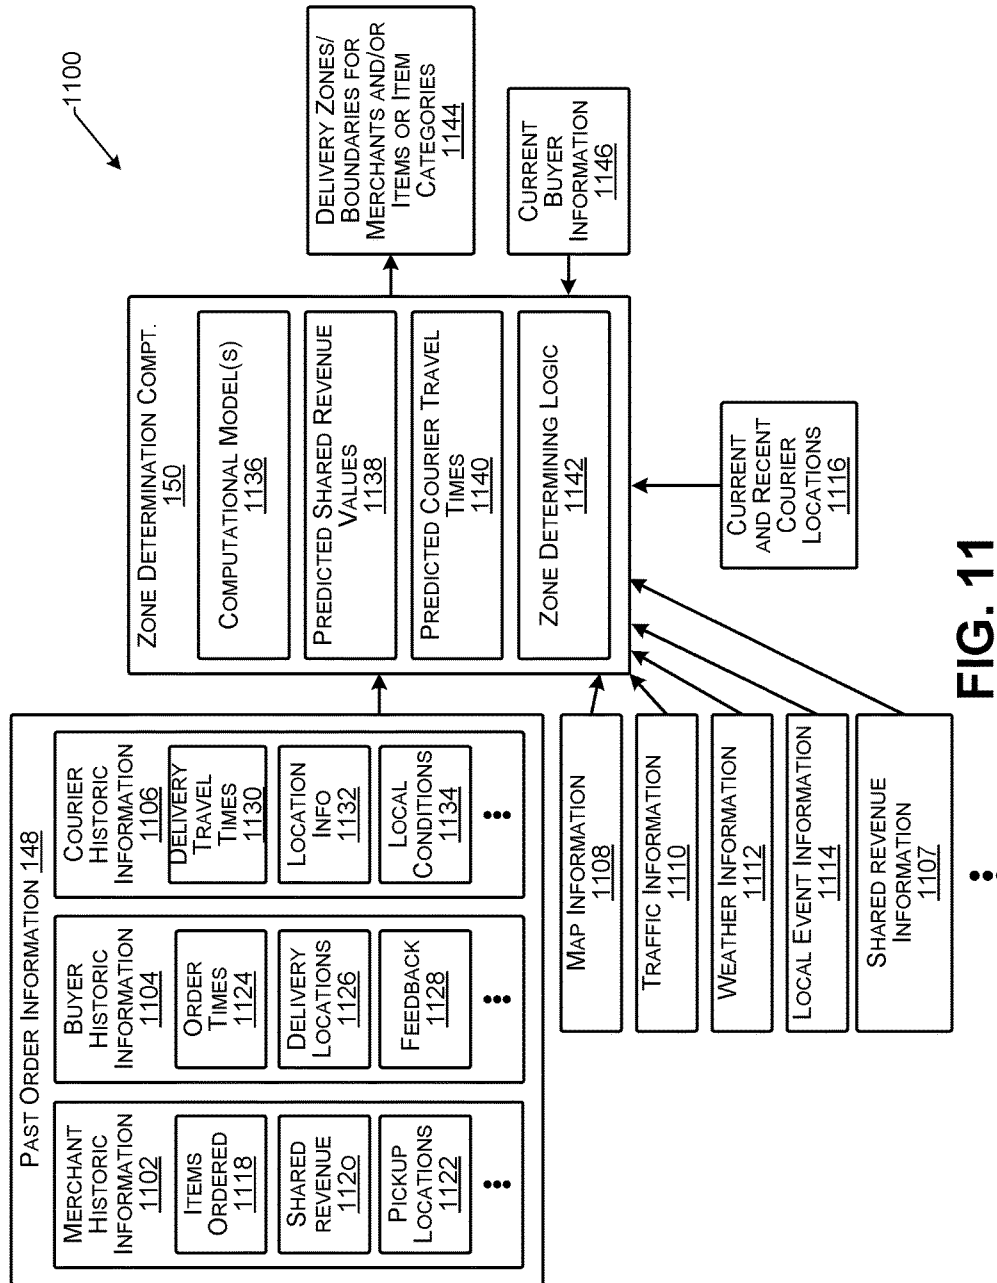 1100
PAST ORDER INFORMATION 148
MERCHANT
HISTORIC
INFORMATION
1102
ITEMS
ORDERED
1118
SHARED
REVENUE
1120
PICKUP
LOCATIONS
1122
BUYER
HISTORIC
INFORMATION
1104
ORDER
TIMES
1124
DELIVERY
LOCATIONS
1126
FEEDBACK
1128
COURIER
HISTORIC
INFORMATION
1106
DELIVERY
TRAVEL
TIMES
1130
LOCATION
INFO
1132
LOCAL
CONDITIONS
1134
ZONE DETERMINATION COMPT.
150
COMPUTATIONAL MODEL(S)
1136
PREDICTED SHARED REVENUE
VALUES
1138
PREDICTED COURIER TRAVEL
TIMES
1140
ZONE DETERMINING LOGIC
1142
DELIVERY ZONES/
BOUNDARIES FOR
MERCHANTS AND/OR
ITEMS OR ITEM
CATEGORIES
1144
CURRENT
BUYER
INFORMATION
1146
MAP INFORMATION
1108
TRAFFIC INFORMATION
1110
WEATHER INFORMATION
1112
LOCAL EVENT INFORMATION
1114
SHARED REVENUE
INFORMATION
1107
CURRENT
AND RECENT
COURIER
LOCATIONS
1116
FIG. 11